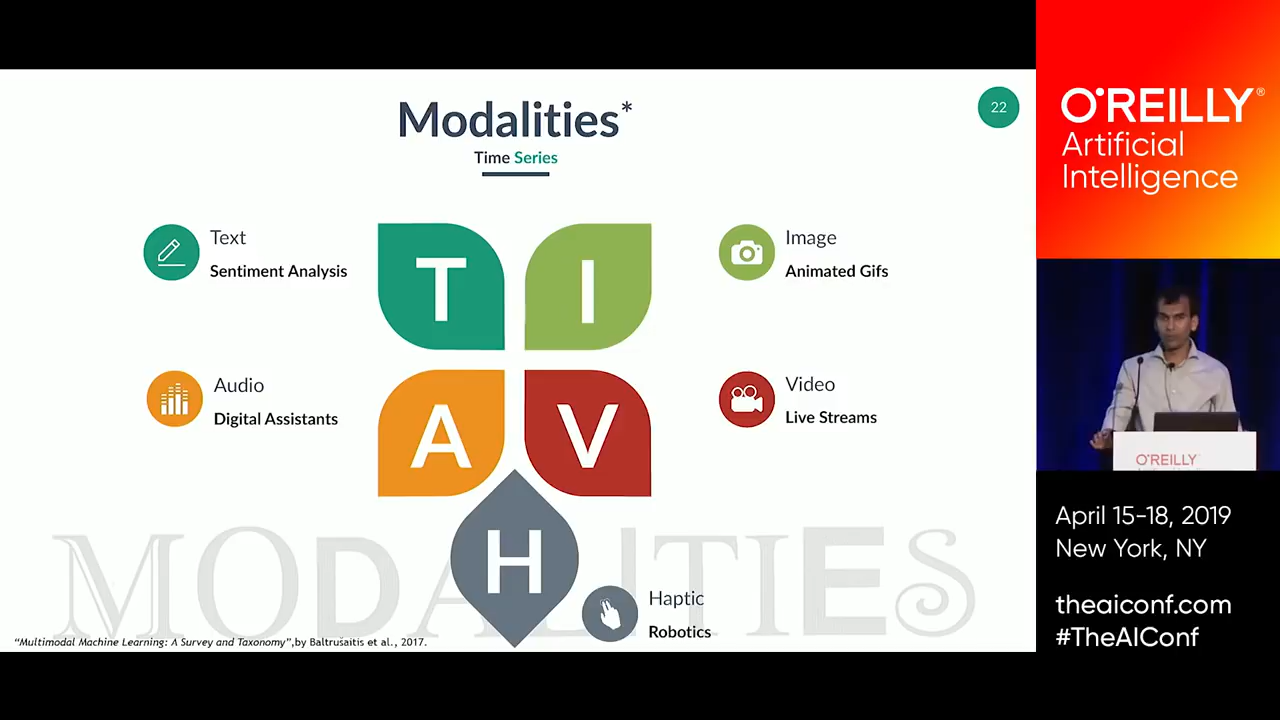 Modalities*
Time Series
22
Text
Sentiment Analysis
T
I
Image
Animated Gifs
Audio
Digital Assistants
A
V
Video
Live Streams
H
Haptic
Robotics
MODALITIES
"Multimodal Machine Learning: A Survey and Taxonomy",by Baltrušaitis et al., 2017.
O'REILLY®
Artificial
Intelligence
O'REILLY
April 15-18, 2019
New York, NY
theaiconf.com
#TheAIConf